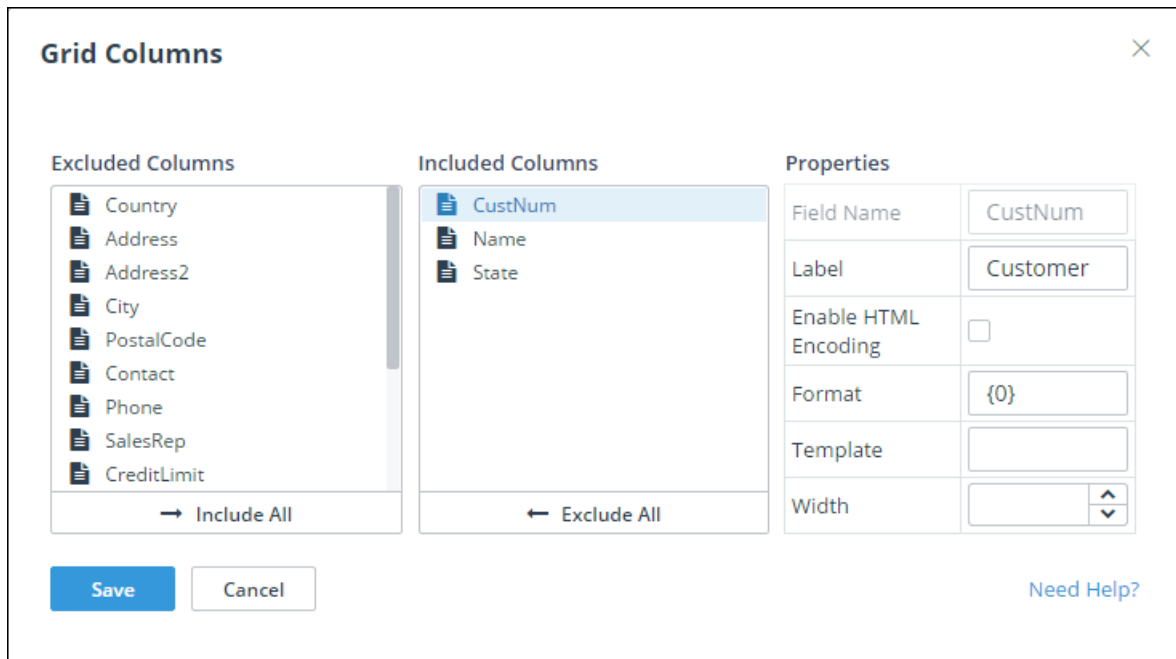 Grid Columns
Excluded Columns
Country
Address
Address2
City
PostalCode
Contact
Phone
SalesRep
CreditLimit
Include All
Included Columns
CustNum
Name
State
Exclude All
Properties
Field Name CustNum
Label Customer
Enable HTML
Encoding
Format {0}
Template
Width
Save
Cancel
Need Help?